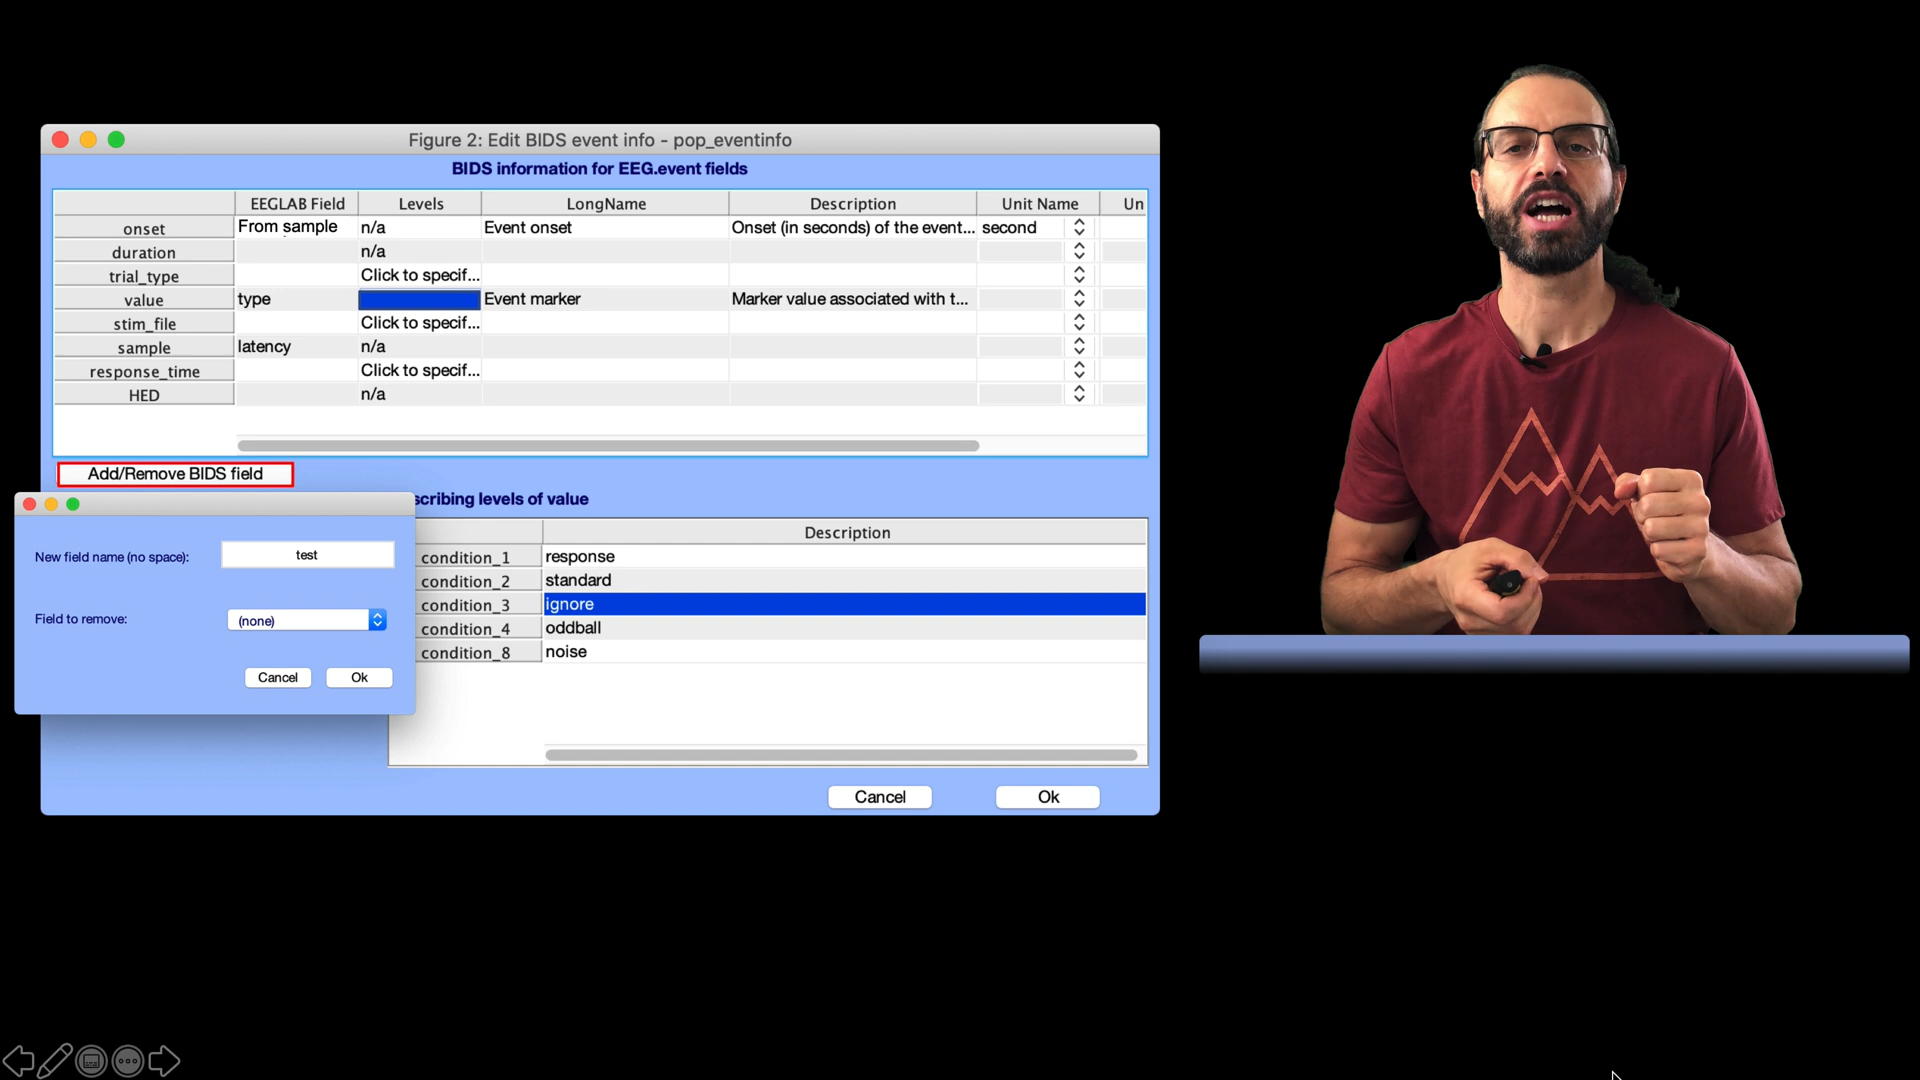 Figure 2: Edit BIDS event info - pop_eventinfo
BIDS information for EEG.event fields
EEGLAB Field Levels LongName Description Unit Name Un
onset From sample n/a Event onset Onset (in seconds) of the event... second
duration n/a
trial_type Click to specif...
value type Event marker Marker value associated with t...
stim_file Click to specif...
sample latency n/a
response_time Click to specif...
HED n/a
Add/Remove BIDS field
scribing levels of value
New field name (no space): test
Field to remove: (none)
Cancel Ok
Description
condition_1 response
condition_2 standard
condition_3 ignore
condition_4 oddball
condition_8 noise
Cancel Ok